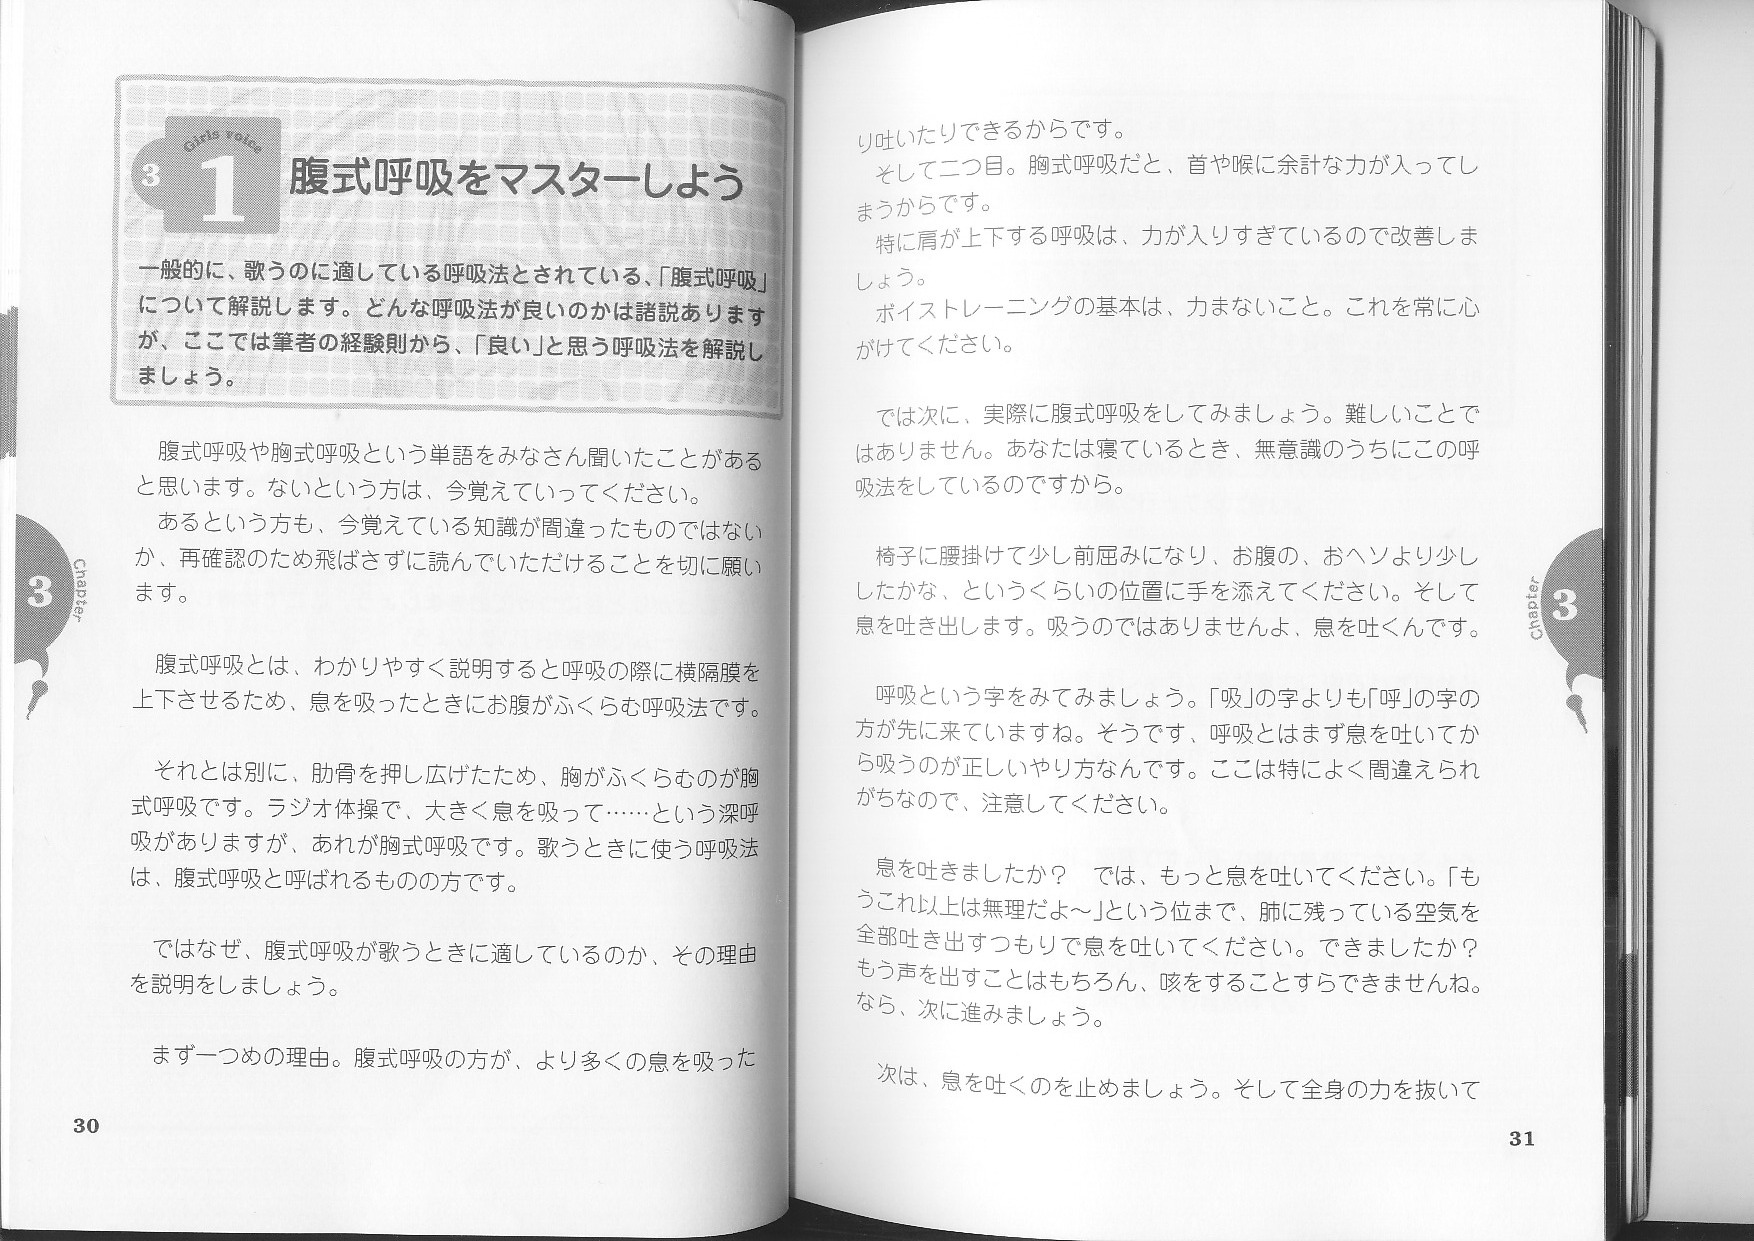 Girls voice
3
1
腹式呼吸をマスターしよう
一般的に、歌うのに適している呼吸法とされている、「腹式呼吸」
について解説します。どんな呼吸法が良いのかは諸説あります
が、ここでは筆者の経験則から、「良い」と思う呼吸法を解説し
ましょう。
腹式呼吸や胸式呼吸という単語をみなさん聞いたことがある
と思います。ないという方は、今覚えていってください。
あるという方も、今覚えている知識が間違ったものではない
か、再確認のため飛ばさずに読んでいただけることを切に願い
ます。
腹式呼吸とは、わかりやすく説明すると呼吸の際に横隔膜を
上下させるため、息を吸ったときにお腹がふくらむ呼吸法です。
それとは別に、肋骨を押し広げたため、胸がふくらむのが胸
式呼吸です。ラジオ体操で、大きく息を吸って……という深呼
吸がありますが、あれが胸式呼吸です。歌うときに使う呼吸法
は、腹式呼吸と呼ばれるものの方です。
ではなぜ、腹式呼吸が歌うときに適しているのか、その理由
を説明をしましょう。
まず一つめの理由。腹式呼吸の方が、より多くの息を吸った
3
Chapter
30
り吐いたりできるからです。
そして二つ目。胸式呼吸だと、首や喉に余計な力が入ってし
まうからです。
特に肩が上下する呼吸は、力が入りすぎているので改善しま
しょう。
ボイストレーニングの基本は、力まないこと。これを常に心
がけてください。
では次に、実際に腹式呼吸をしてみましょう。難しいことで
はありません。あなたは寝ているとき、無意識のうちにこの呼
吸法をしているのですから。
椅子に腰掛けて少し前屈みになり、お腹の、おヘソより少し
したかな、というくらいの位置に手を添えてください。そして
息を吐き出します。吸うのではありませんよ、息を吐くんです。
呼吸という字をみてみましょう。「吸」の字よりも「呼」の字の
方が先に来ていますね。そうです、呼吸とはまず息を吐いてか
ら吸うのが正しいやり方なんです。ここは特によく間違えられ
がちなので、注意してください。
息を吐きましたか？　では、もっと息を吐いてください。「も
うこれ以上は無理だよ～」という位まで、肺に残っている空気を
全部吐き出すつもりで息を吐いてください。できましたか？
もう声を出すことはもちろん、咳をすることすらできませんね。
なら、次に進みましょう。
次は、息を吐くのを止めましょう。そして全身の力を抜いて
Chapter
3
31